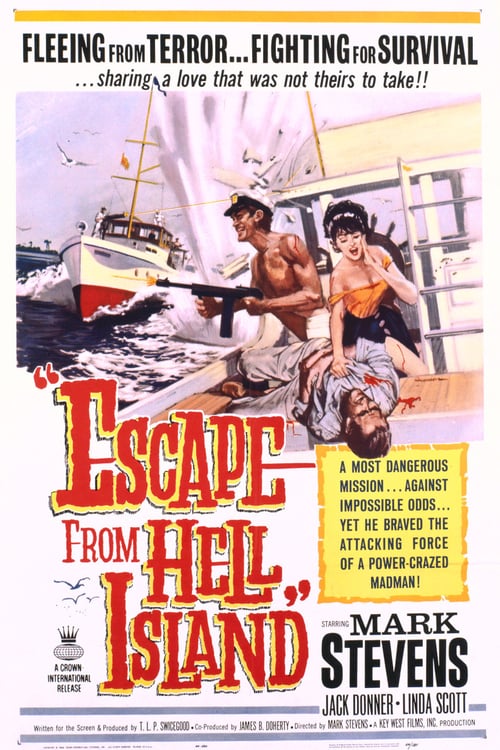 FLEEING FROM TERROR...FIGHTING FOR SURVIVAL
...sharing a love that was not theirs to take!!
"ESCAPE
FROM HELL
ISLAND"
A MOST DANGEROUS
MISSION...AGAINST
IMPOSSIBLE ODDS...
YET HE BRAVED THE
ATTACKING FORCE
OF A POWER-CRAZED
MADMAN!
STARRING MARK
STEVENS
JACK DONNER • LINDA SCOTT
A CROWN-
INTERNATIONAL
RELEASE
Written for the Screen & Produced by T. L. P. SWICEGOOD • Co-Produced by JAMES B. DOHERTY • Directed by MARK STEVENS • A KEY WEST FILMS, INC. PRODUCTION